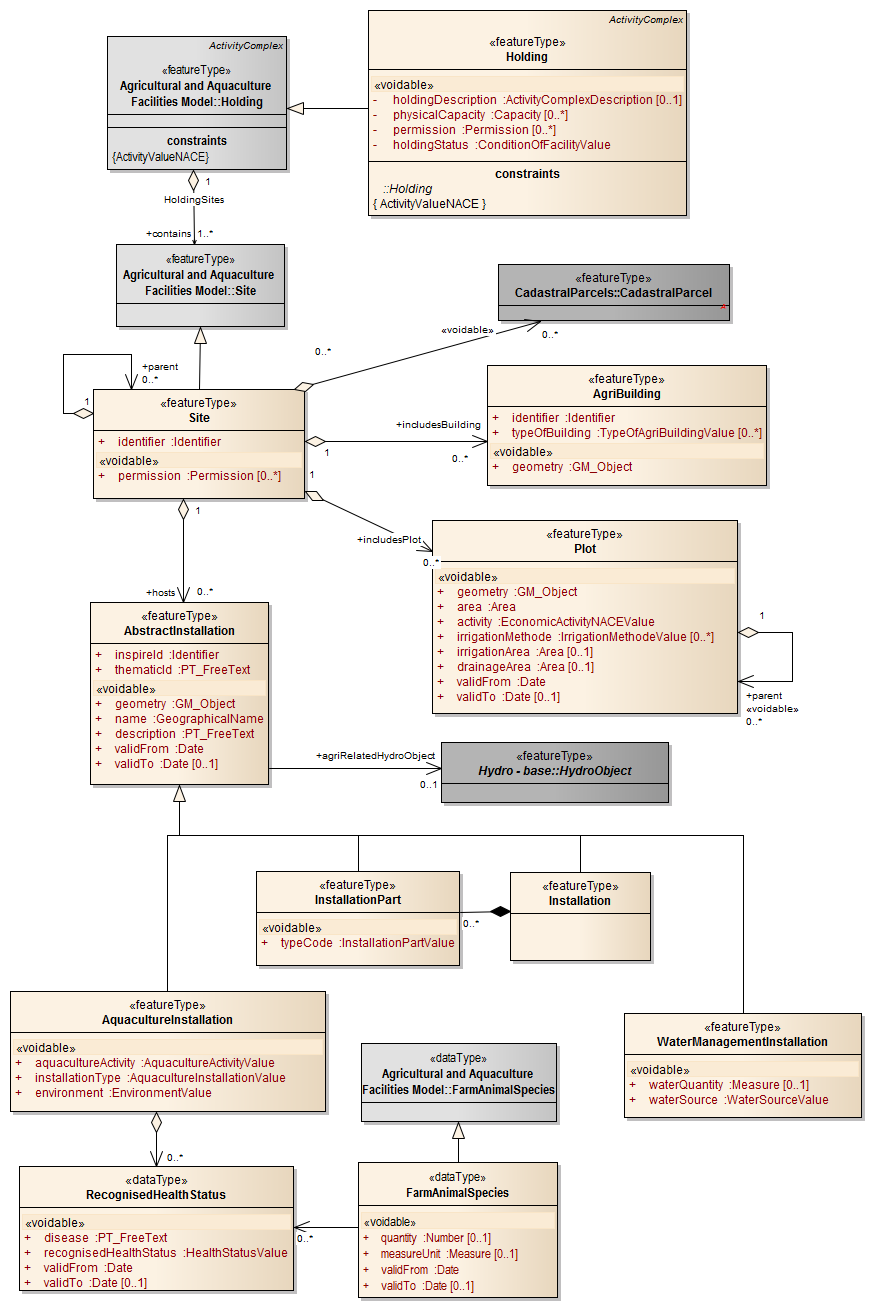 ActivityComplex
«featureType»
Agricultural and Aquaculture
Facilities Model::Holding
constraints
{ActivityValueNACE}
ActivityComplex
«featureType»
Holding
«voidable»
- holdingDescription :ActivityComplexDescription [0..1]
- physicalCapacity :Capacity [0..*]
- permission :Permission [0..*]
- holdingStatus :ConditionOfFacilityValue
constraints
::Holding
{ ActivityValueNACE }
1
HoldingSites
+contains 1..*
«featureType»
Agricultural and Aquaculture
Facilities Model::Site
«featureType»
CadastralParcels::CadastralParcel
«voidable»
0..*
0..*
+parent
0..*
1
«featureType»
Site
+ identifier :Identifier
«voidable»
+ permission :Permission [0..*]
+includesBuilding
1
0..*
«featureType»
AgriBuilding
+ identifier :Identifier
+ typeOfBuilding :TypeOfAgriBuildingValue [0..*]
«voidable»
+ geometry :GM_Object
1
+includesPlot
0..*
«featureType»
Plot
«voidable»
+ geometry :GM_Object
+ area :Area
+ activity :EconomicActivityNACEValue
+ irrigationMethode :IrrigationMethodeValue [0..*]
+ irrigationArea :Area [0..1]
+ drainageArea :Area [0..1]
+ validFrom :Date
+ validTo :Date [0..1]
1
+parent
«voidable»
0..*
1
+hosts 0..*
«featureType»
AbstractInstallation
+ inspireId :Identifier
+ thematicId :PT_FreeText
«voidable»
+ geometry :GM_Object
+ name :GeographicalName
+ description :PT_FreeText
+ validFrom :Date
+ validTo :Date [0..1]
+agriRelatedHydroObject
0..1
«featureType»
Hydro - base::HydroObject
«featureType»
InstallationPart
«voidable»
+ typeCode :InstallationPartValue
0..*
«featureType»
Installation
«featureType»
AquacultureInstallation
«voidable»
+ aquacultureActivity :AquacultureActivityValue
+ installationType :AquacultureInstallationValue
+ environment :EnvironmentValue
«featureType»
WaterManagementInstallation
«voidable»
+ waterQuantity :Measure [0..1]
+ waterSource :WaterSourceValue
«dataType»
Agricultural and Aquaculture
Facilities Model::FarmAnimalSpecies
0..*
«dataType»
RecognisedHealthStatus
«voidable»
+ disease :PT_FreeText
+ recognisedHealthStatus :HealthStatusValue
+ validFrom :Date
+ validTo :Date [0..1]
0..*
«dataType»
FarmAnimalSpecies
«voidable»
+ quantity :Number [0..1]
+ measureUnit :Measure [0..1]
+ validFrom :Date
+ validTo :Date [0..1]